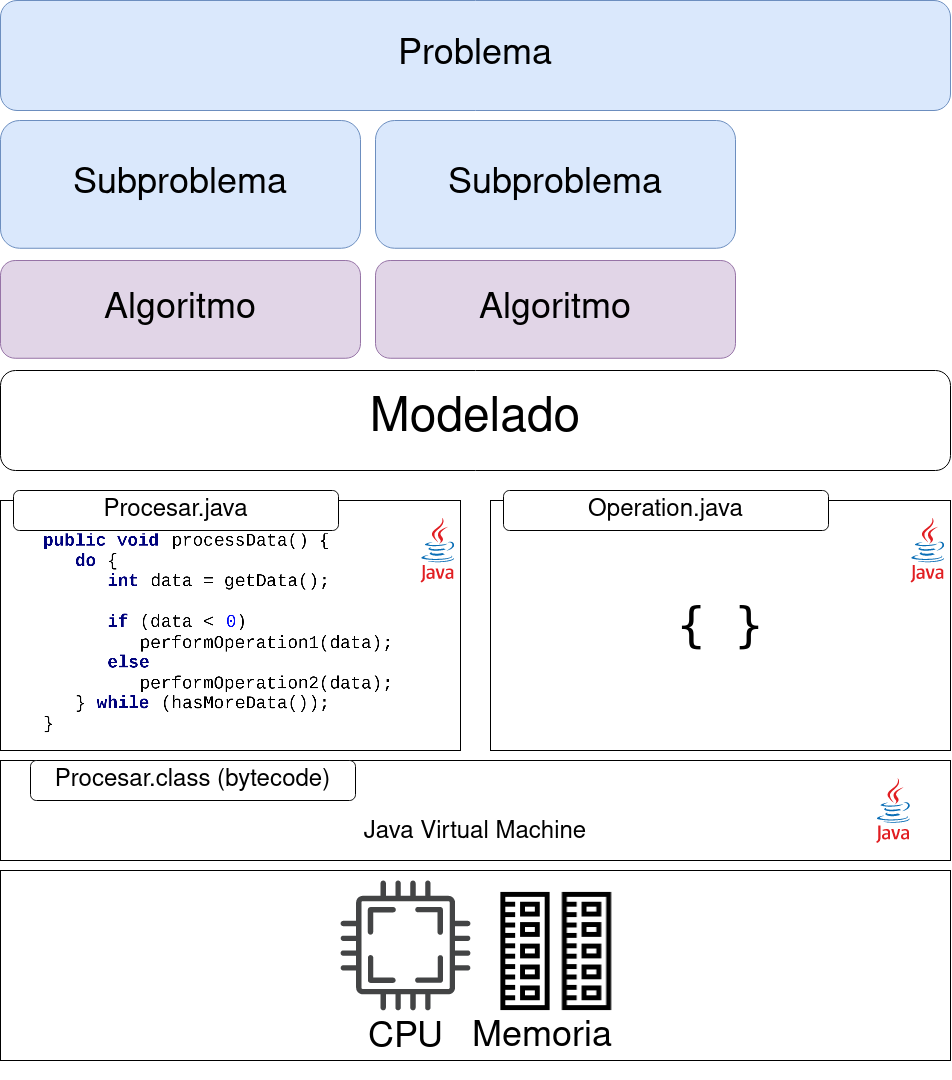 Problema
Subproblema
Subproblema
Algoritmo
Algoritmo
Modelado
Procesar.java
public void processData() {
do {
int data = getData();
if (data < 0)
performOperation1(data);
else
performOperation2(data);
} while (hasMoreData());
}
Java
Operation.java
{ }
Java
Procesar.class (bytecode)
Java Virtual Machine
Java
CPU
Memoria